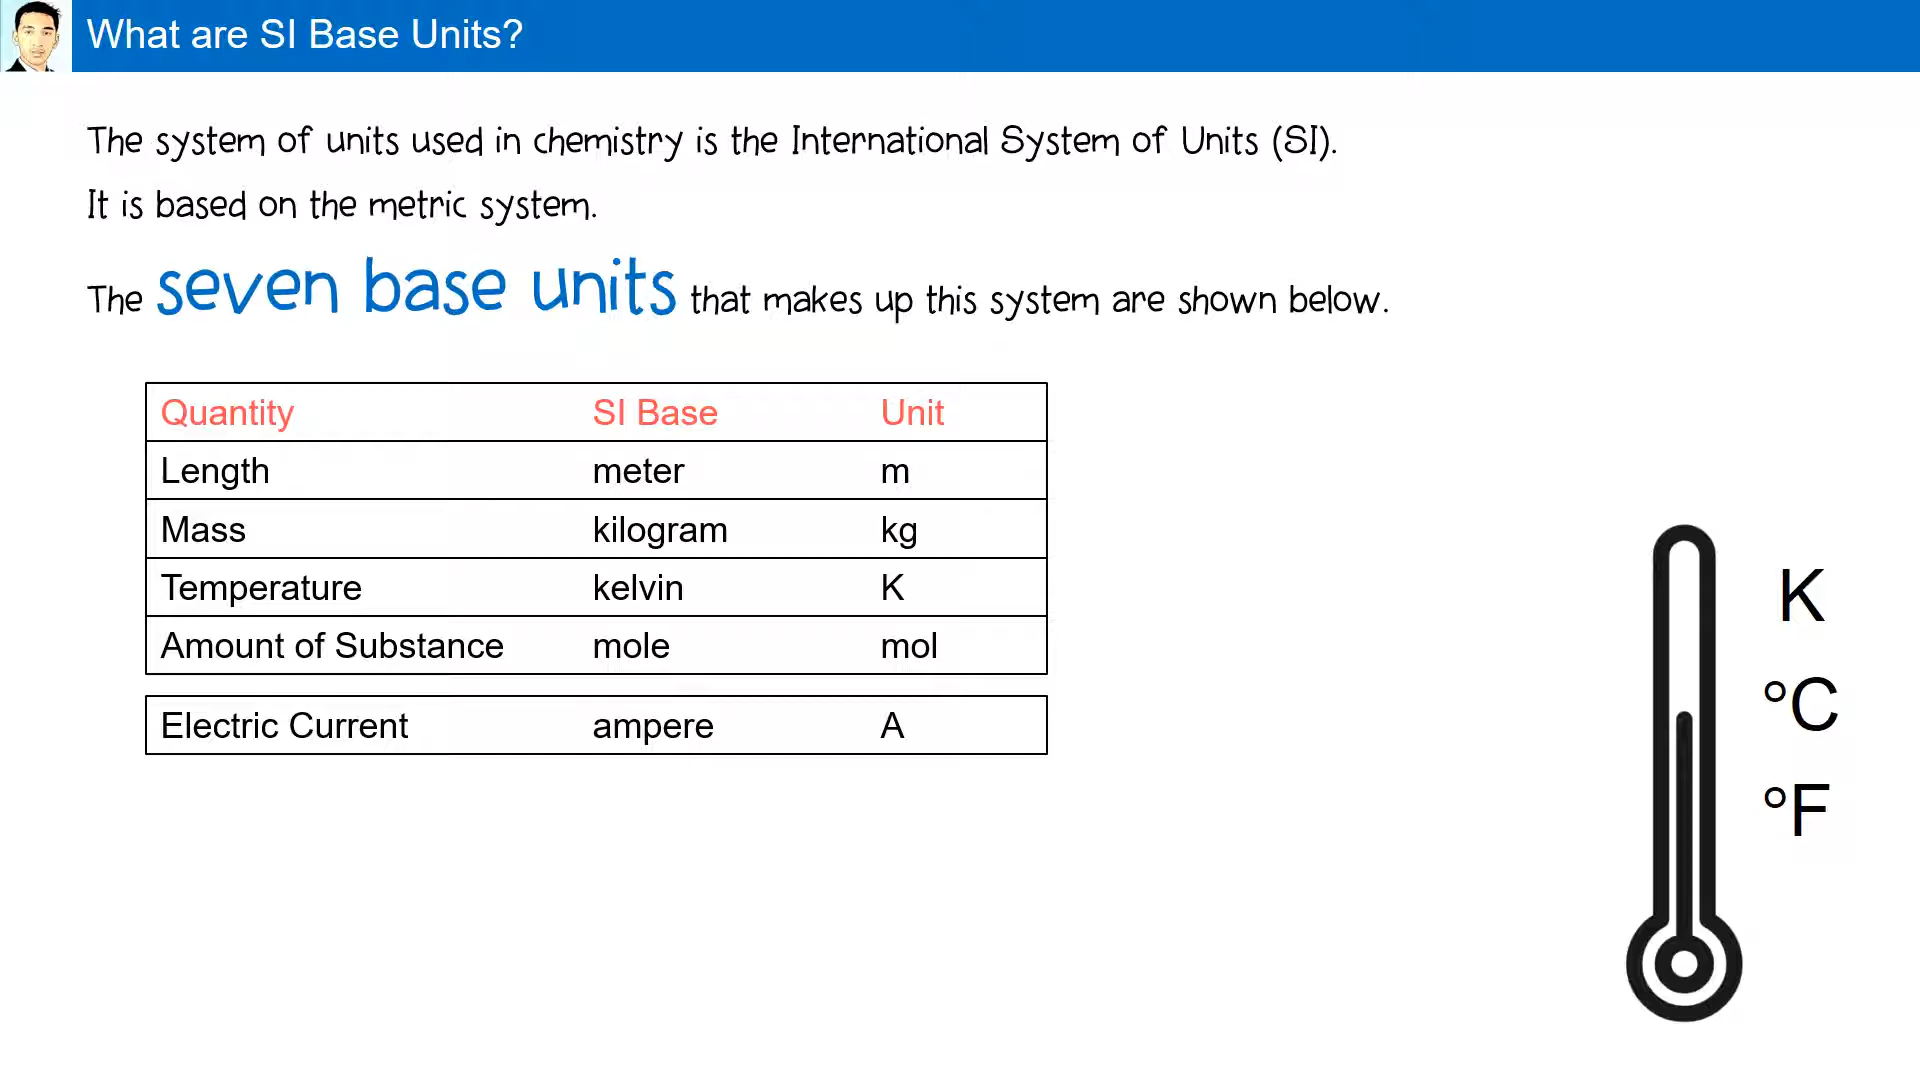 What are SI Base Units?
The system of units used in chemistry is the International System of Units (SI).
It is based on the metric system.
The seven base units that makes up this system are shown below.
Quantity SI Base Unit
Length meter m
Mass kilogram kg
Temperature kelvin K
Amount of Substance mole mol
Electric Current ampere A
K
°C
°F